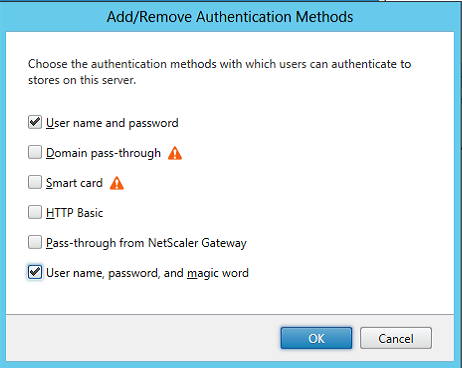 Add/Remove Authentication Methods
Choose the authentication methods with which users can authenticate to
stores on this server.
User name and password
Domain pass-through
Smart card
HTTP Basic
Pass-through from NetScaler Gateway
User name, password, and magic word
OK
Cancel